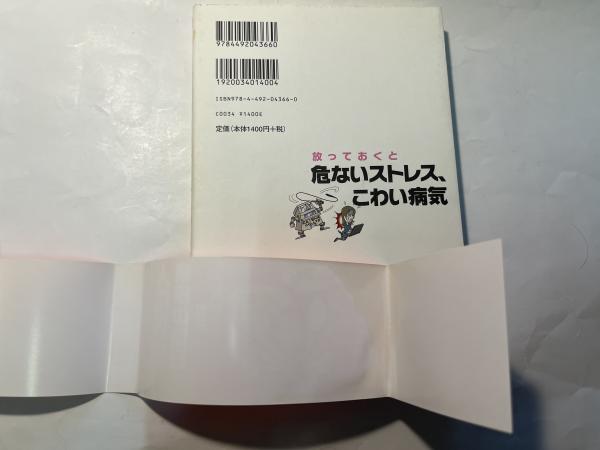 9784492043660
1920034014004
ISBN978-4-492-04366-0
C0034 ¥1400E
定価(本体1400円+税)
放っておくと
危ないストレス、
こわい病気